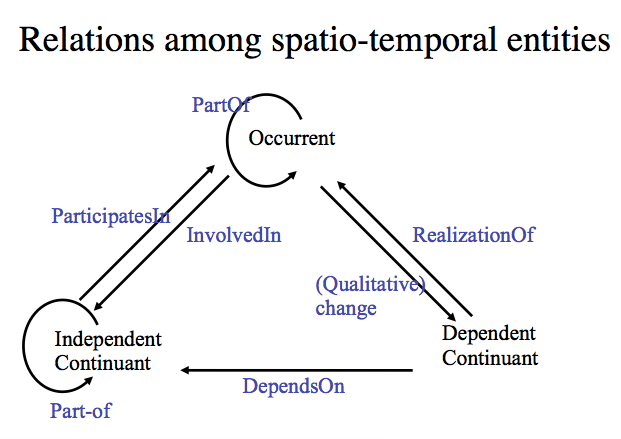 Relations among spatio-temporal entities
PartOf
Occurrent
ParticipatesIn
InvolvedIn
RealizationOf
(Qualitative)
change
Independent
Continuant
Dependent
Continuant
DependsOn
Part-of